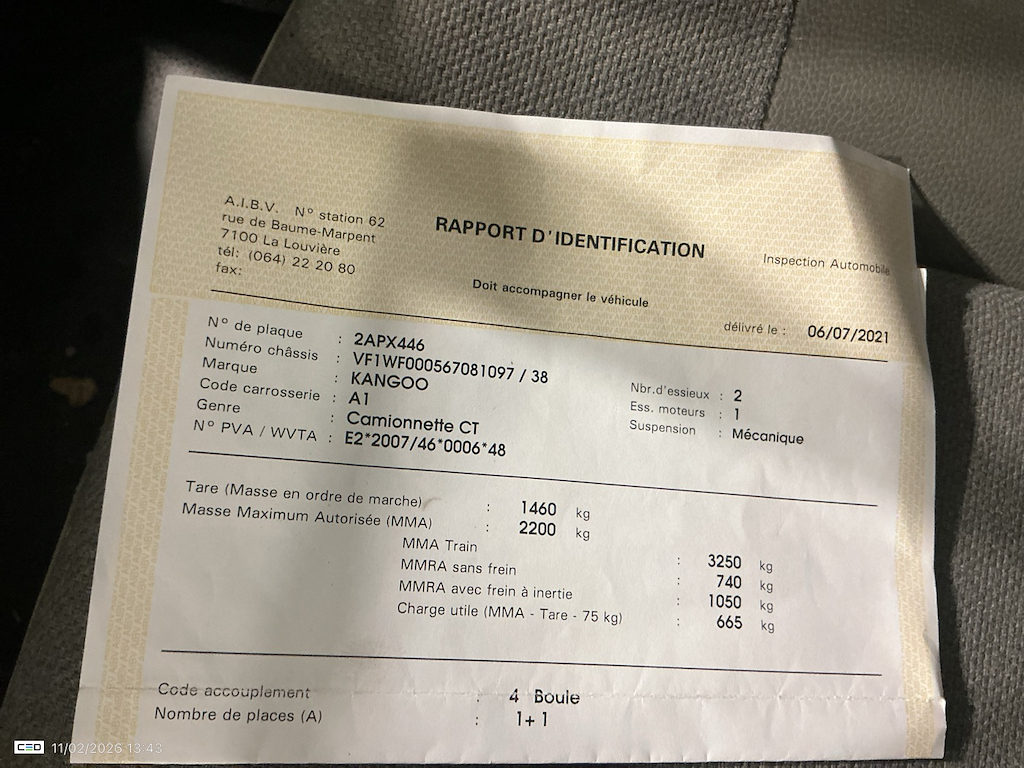 A.I.B.V. N° station 62
rue de Baume-Marpent
7100 La Louvière
tél: (064) 22 20 80
fax:
RAPPORT D'IDENTIFICATION
Inspection Automobile
Doit accompagner le véhicule
délivré le : 06/07/2021
N° de plaque : 2APX446
Numéro châssis : VF1WF000567081097 / 38
Marque : KANGOO
Code carrosserie : A1
Genre : Camionnette CT
N° PVA / WVTA : E2*2007/46*0006*48
Nbr.d'essieux : 2
Ess. moteurs : 1
Suspension : Mécanique
Tare (Masse en ordre de marche) : 1460 kg
Masse Maximum Autorisée (MMA) : 2200 kg
MMA Train : 3250 kg
MMRA sans frein : 740 kg
MMRA avec frein à inertie : 1050 kg
Charge utile (MMA - Tare - 75 kg) : 665 kg
Code accouplement : 4 Boule
Nombre de places (A) : 1+ 1
CEO 11/02/2026 13:43